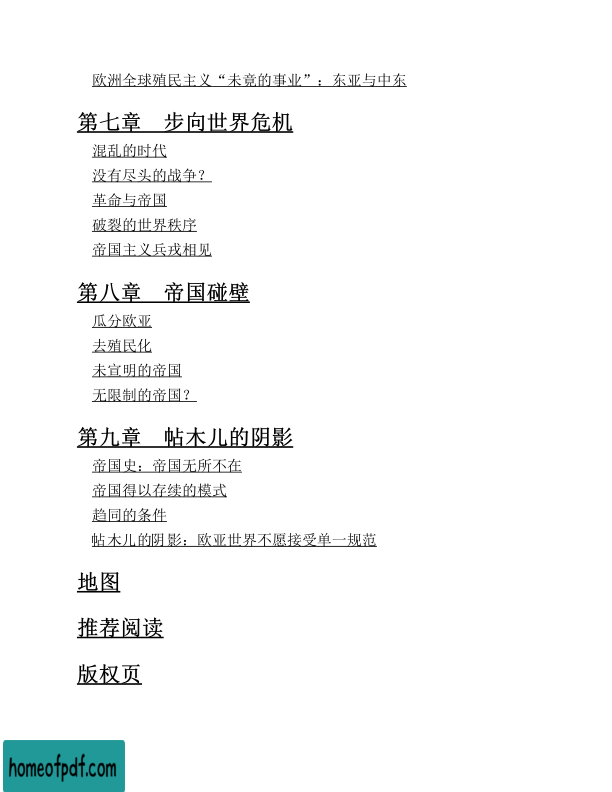 欧洲全球殖民主义“未竟的事业”：东亚与中东
第七章　步向世界危机
混乱的时代
没有尽头的战争？
革命与帝国
破裂的世界秩序
帝国主义兵戎相见
第八章　帝国碰壁
瓜分欧亚
去殖民化
未宣明的帝国
无限制的帝国？
第九章　帖木儿的阴影
帝国史：帝国无所不在
帝国得以存续的模式
趋同的条件
帖木儿的阴影：欧亚世界不愿接受单一规范
地图
推荐阅读
版权页
homeofpdf.com